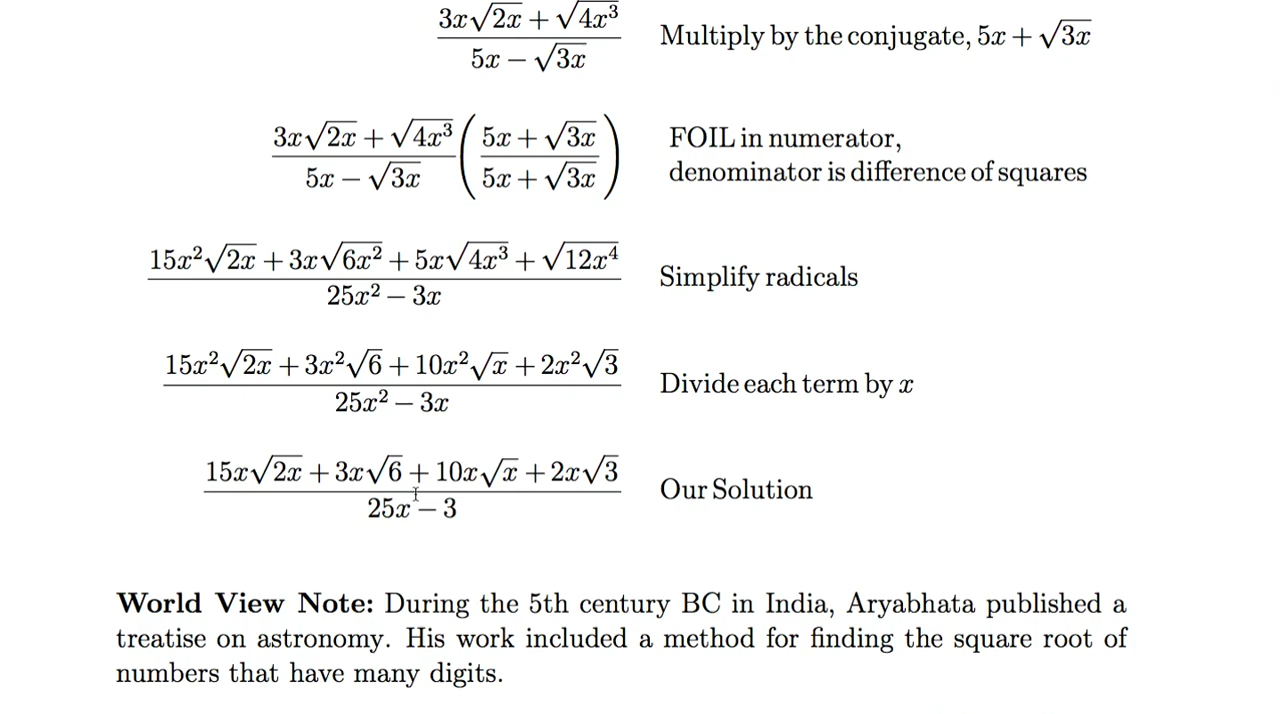 (3x√(2x) + √(4x³))/(5x − √(3x)) Multiply by the conjugate, 5x + √(3x)
(3x√(2x) + √(4x³))/(5x − √(3x)) ((5x + √(3x))/(5x + √(3x))) FOIL in numerator,
denominator is difference of squares
(15x²√(2x) + 3x√(6x²) + 5x√(4x³) + √(12x⁴))/(25x² − 3x) Simplify radicals
(15x²√(2x) + 3x²√6 + 10x²√x + 2x²√3)/(25x² − 3x) Divide each term by x
(15x√(2x) + 3x√6 + 10x√x + 2x√3)/(25x − 3) Our Solution
World View Note: During the 5th century BC in India, Aryabhata published a
treatise on astronomy. His work included a method for finding the square root of
numbers that have many digits.